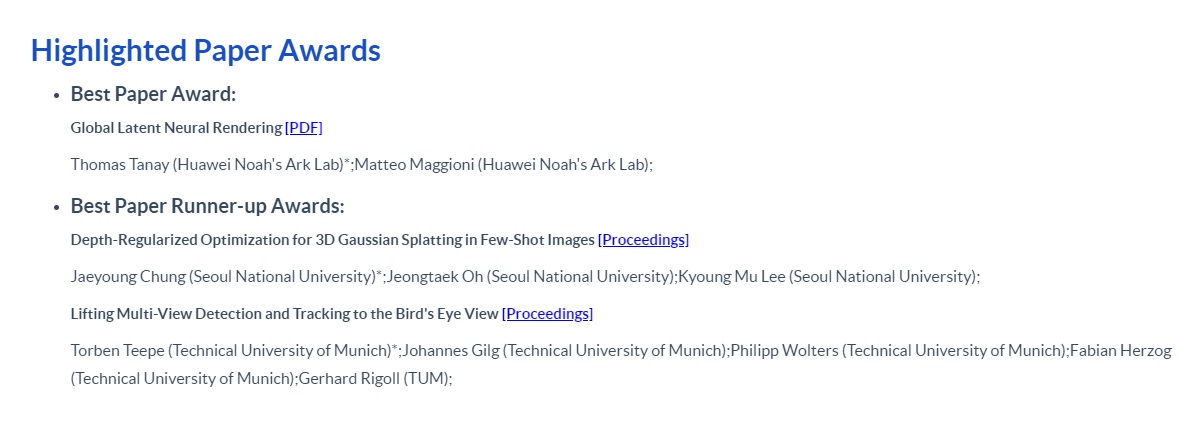 Highlighted Paper Awards
• Best Paper Award:
Global Latent Neural Rendering [PDF]
Thomas Tanay (Huawei Noah's Ark Lab)*;Matteo Maggioni (Huawei Noah's Ark Lab);
• Best Paper Runner-up Awards:
Depth-Regularized Optimization for 3D Gaussian Splatting in Few-Shot Images [Proceedings]
Jaeyoung Chung (Seoul National University)*;Jeongtaek Oh (Seoul National University);Kyoung Mu Lee (Seoul National University);
Lifting Multi-View Detection and Tracking to the Bird's Eye View [Proceedings]
Torben Teepe (Technical University of Munich)*;Johannes Gilg (Technical University of Munich);Philipp Wolters (Technical University of Munich);Fabian Herzog
(Technical University of Munich);Gerhard Rigoll (TUM);